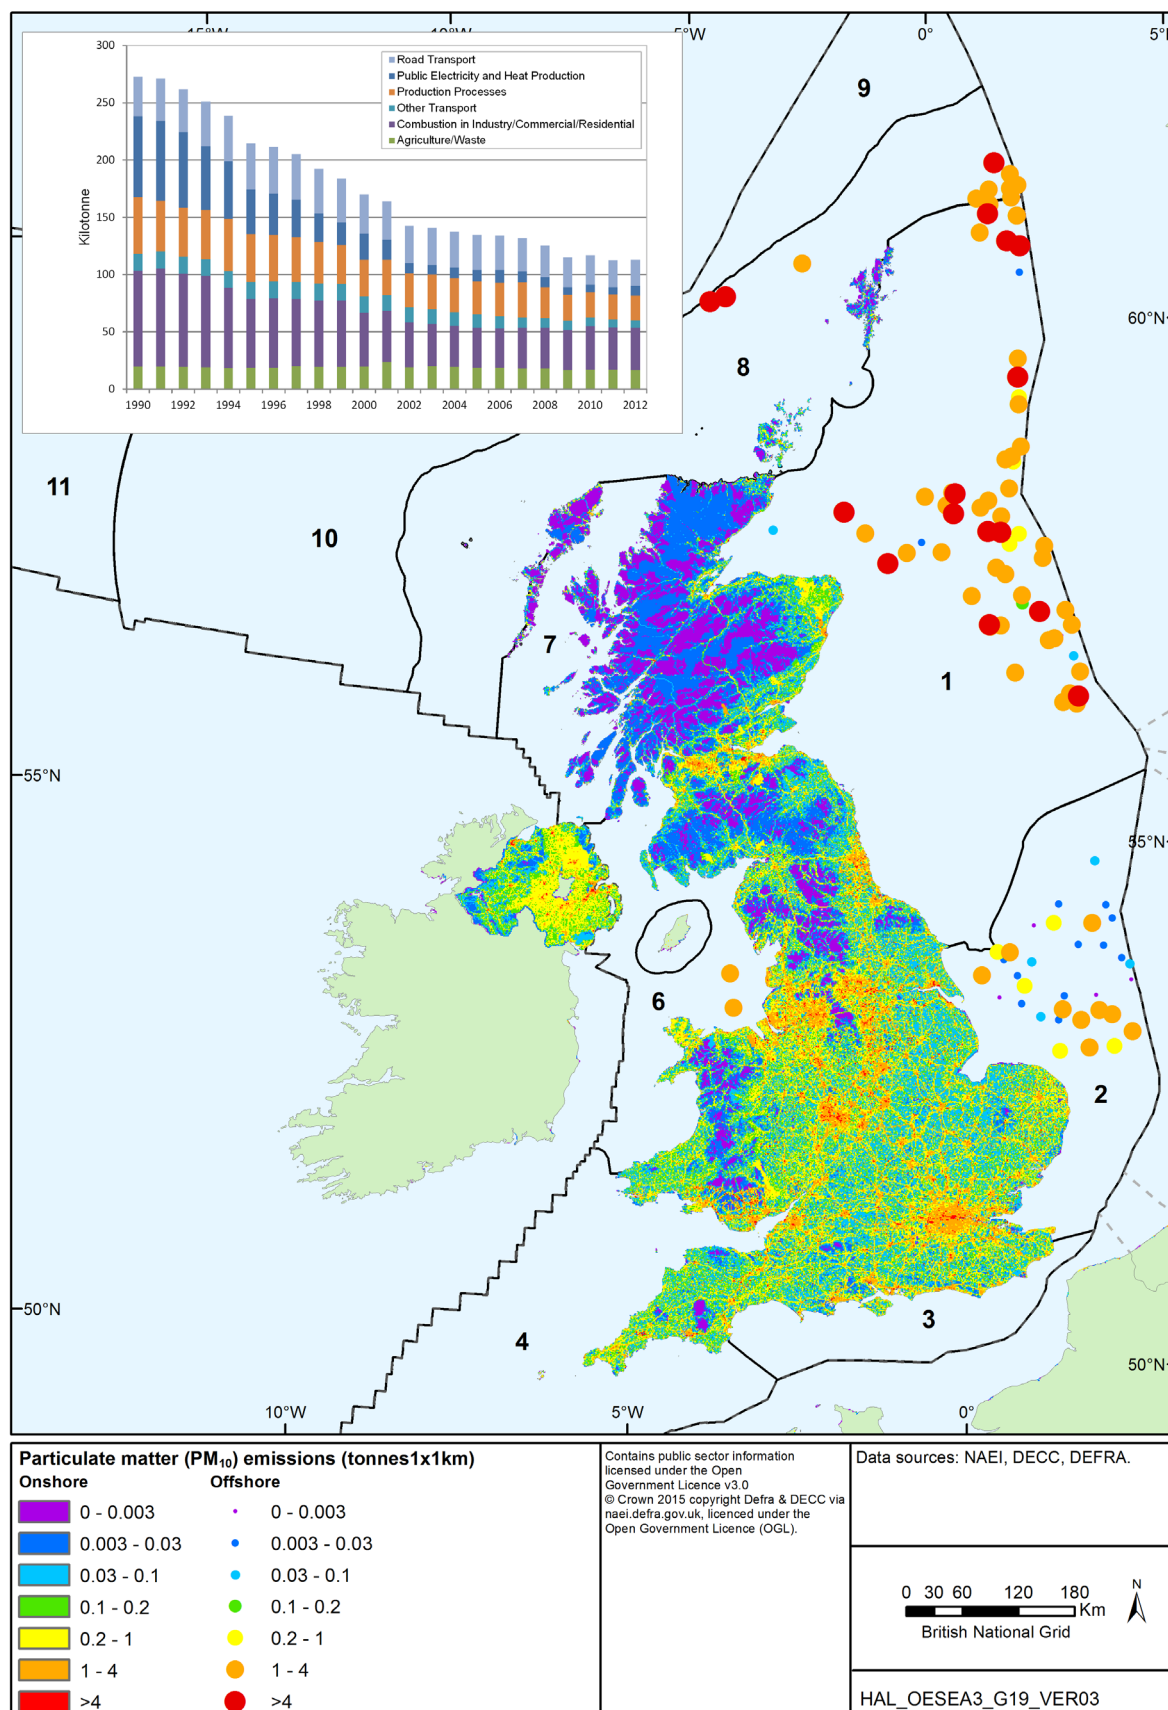 15°W
10°W
5°W
0°
5°
300
250
200
150
100
50
0
Kilotonne
Road Transport
Public Electricity and Heat Production
Production Processes
Other Transport
Combustion in Industry/Commercial/Residential
Agriculture/Waste
1990 1992 1994 1996 1998 2000 2002 2004 2006 2008 2010 2012
9
60°N
8
11
10
7
1
55°N
55°N
6
2
3
4
50°N
50°N
10°W
5°W
0°
Particulate matter (PM₁₀) emissions (tonnes1x1km)
Onshore
Offshore
0 - 0.003
0 - 0.003
0.003 - 0.03
0.003 - 0.03
0.03 - 0.1
0.03 - 0.1
0.1 - 0.2
0.1 - 0.2
0.2 - 1
0.2 - 1
1 - 4
1 - 4
>4
>4
Contains public sector information
licensed under the Open
Government Licence v3.0
© Crown 2015 copyright Defra & DECC via
naei.defra.gov.uk, licenced under the
Open Government Licence (OGL).
Data sources: NAEI, DECC, DEFRA.
0 30 60 120 180
Km
N
British National Grid
HAL_OESEA3_G19_VER03